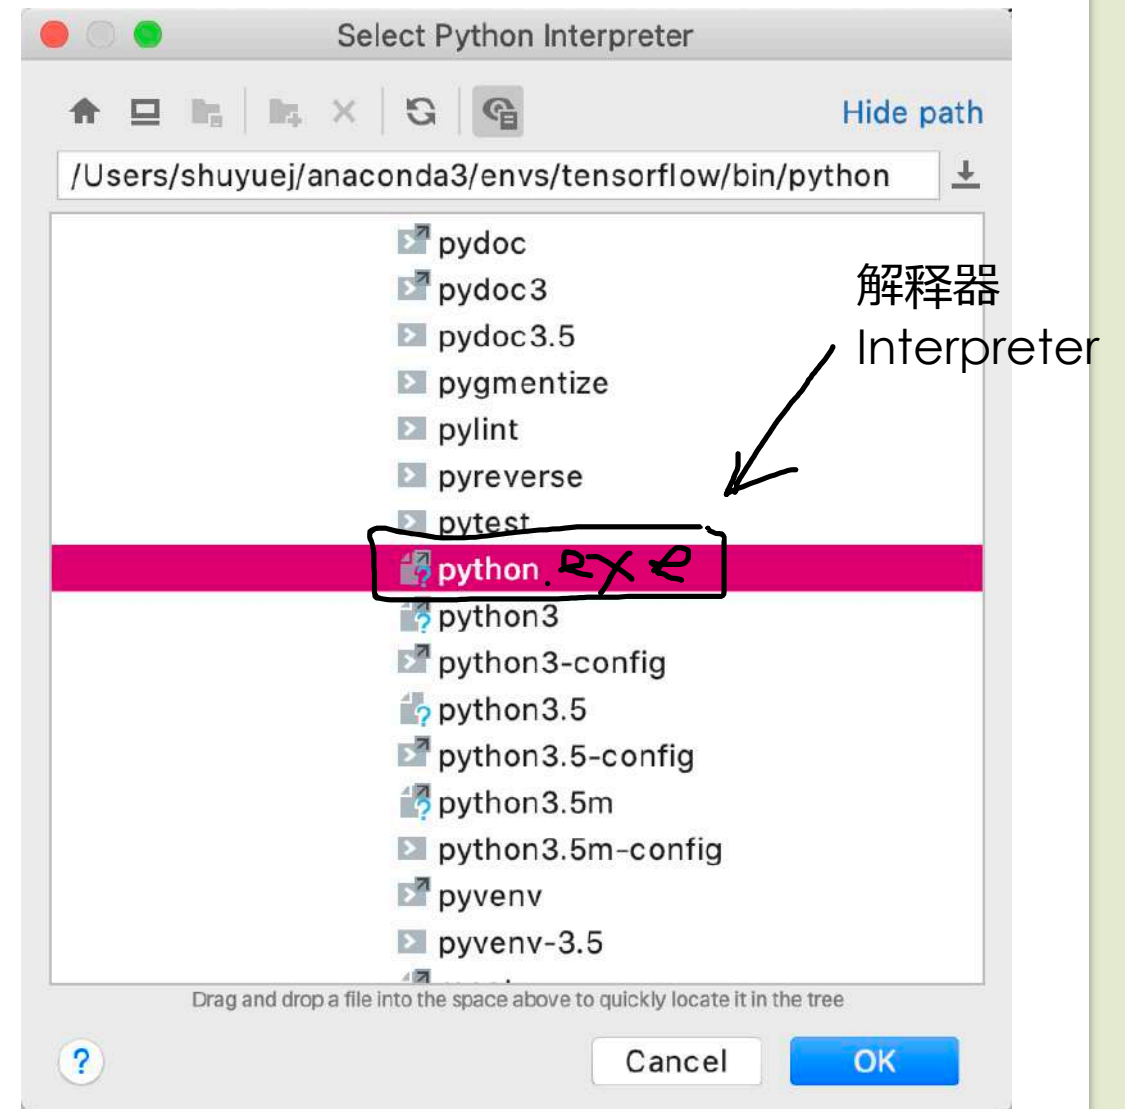 Select Python Interpreter
Hide path
/Users/shuyuej/anaconda3/envs/tensorflow/bin/python
pydoc
pydoc3
pydoc3.5
pygmentize
pylint
pyreverse
pytest
python.exe
python3
python3-config
python3.5
python3.5-config
python3.5m
python3.5m-config
pyvenv
pyvenv-3.5
解释器
Interpreter
Drag and drop a file into the space above to quickly locate it in the tree
?
Cancel
OK